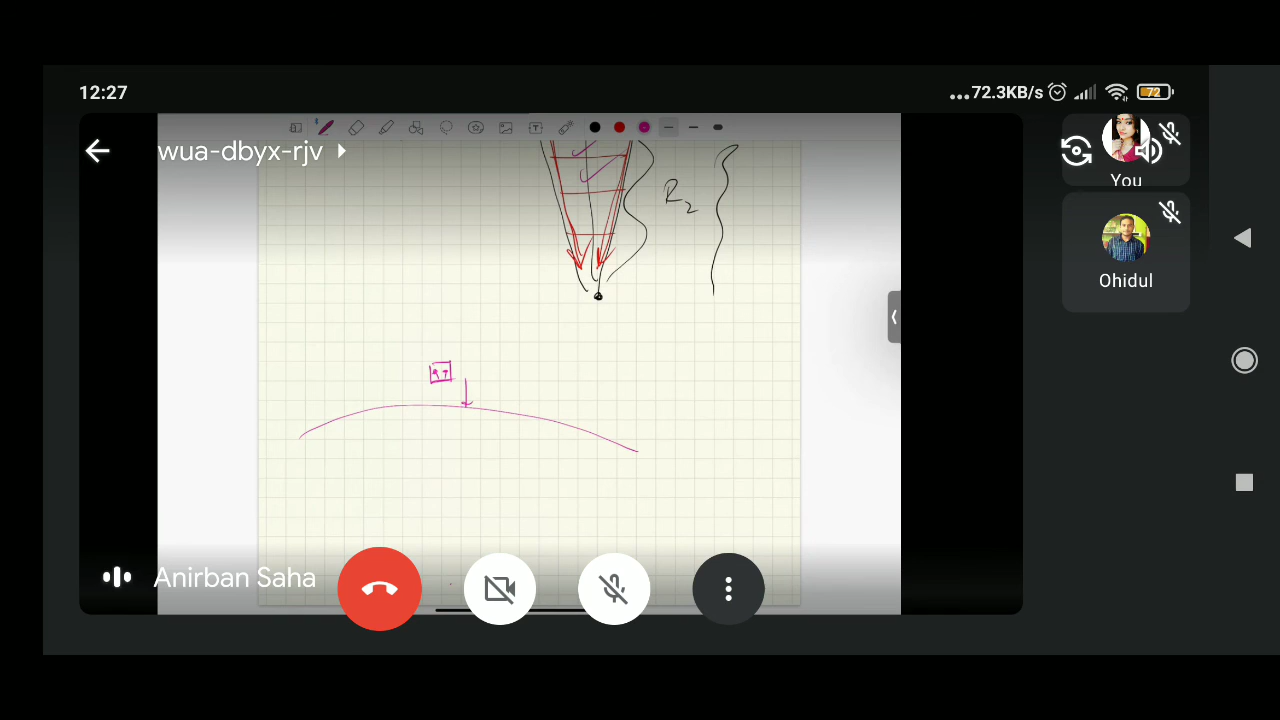 12:27
...72.3KB/s
72
wua-dbyx-rjv
You
R2
Ohidul
Anirban Saha